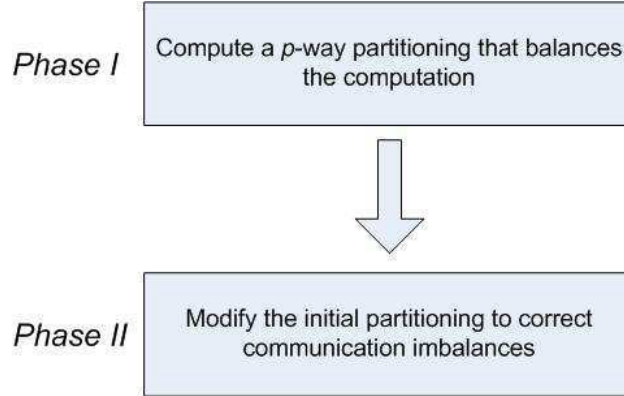 Phase I
Compute a p-way partitioning that balances
the computation
Phase II
Modify the initial partitioning to correct
communication imbalances